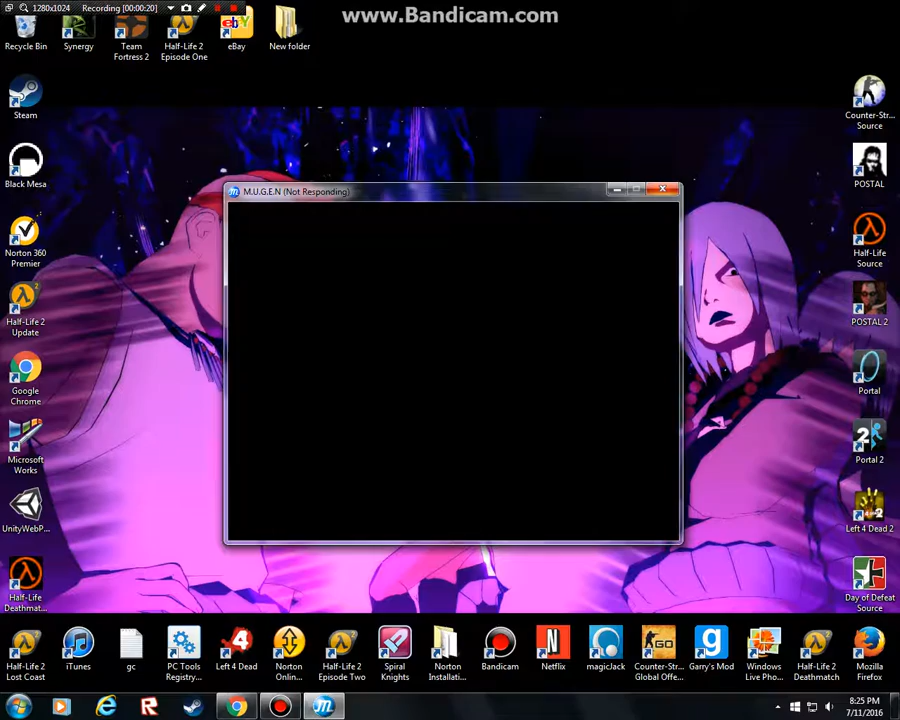 1280x1024
Recording [00:00:20]
www.Bandicam.com
Recycle Bin
Synergy
Team
Fortress 2
Half-Life 2
Episode One
eBay
New folder
Steam
Black Mesa
Norton 360
Premier
Half-Life 2
Update
Google
Chrome
Microsoft
Works
UnityWebP...
Half-Life
Deathmat...
M.U.G.E.N (Not Responding)
Counter-Str...
Source
POSTAL
Half-Life
Source
POSTAL 2
Portal
Portal 2
Left 4 Dead 2
Day of Defeat
Source
Half-Life 2
Lost Coast
iTunes
gc
PC Tools
Registry...
Left 4 Dead
Norton
Online...
Half-Life 2
Episode Two
Spiral
Knights
Norton
Installati...
Bandicam
Netflix
magicJack
Counter-Str...
Global Offe...
Garry's Mod
Windows
Live Pho...
Half-Life 2
Deathmatch
Mozilla
Firefox
8:25 PM
7/11/2016